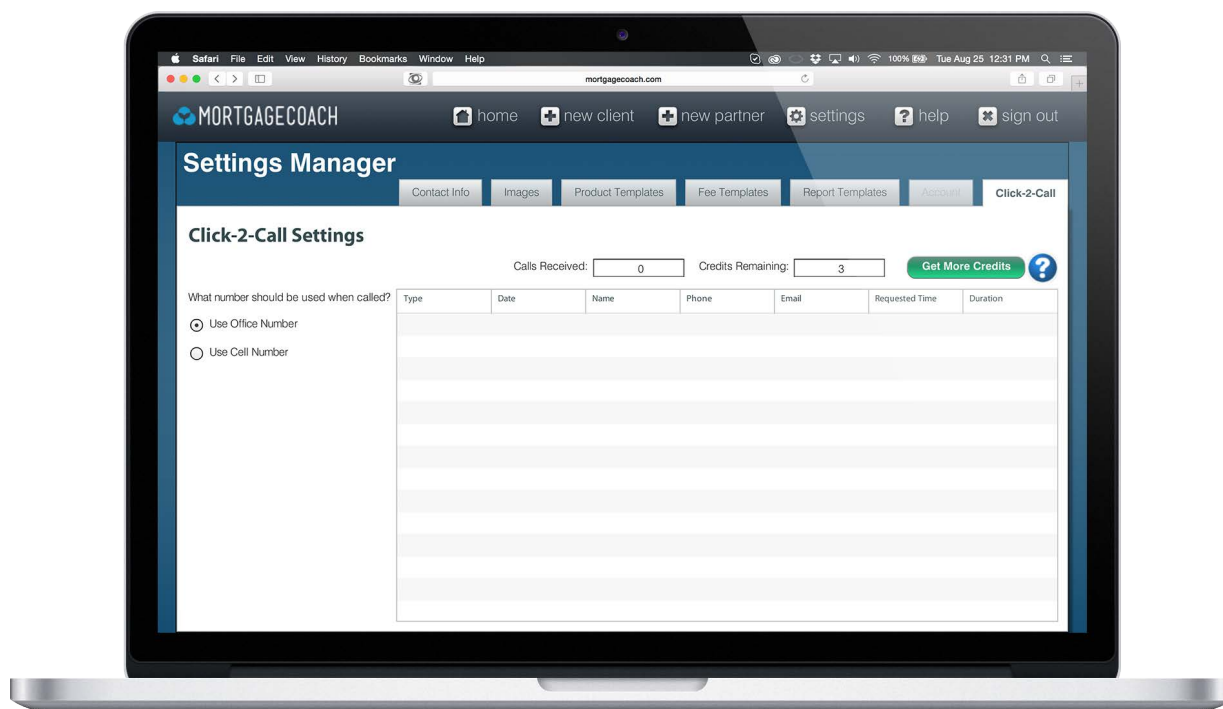 Safari File Edit View History Bookmarks Window Help 100% Tue Aug 25 12:31 PM
mortgagecoach.com
MORTGAGECOACH home new client new partner settings ? help sign out
Settings Manager
Contact Info Images Product Templates Fee Templates Report Templates Account Click-2-Call
Click-2-Call Settings
Calls Received: 0 Credits Remaining: 3 Get More Credits ?
What number should be used when called? Type Date Name Phone Email Requested Time Duration
Use Office Number
Use Cell Number